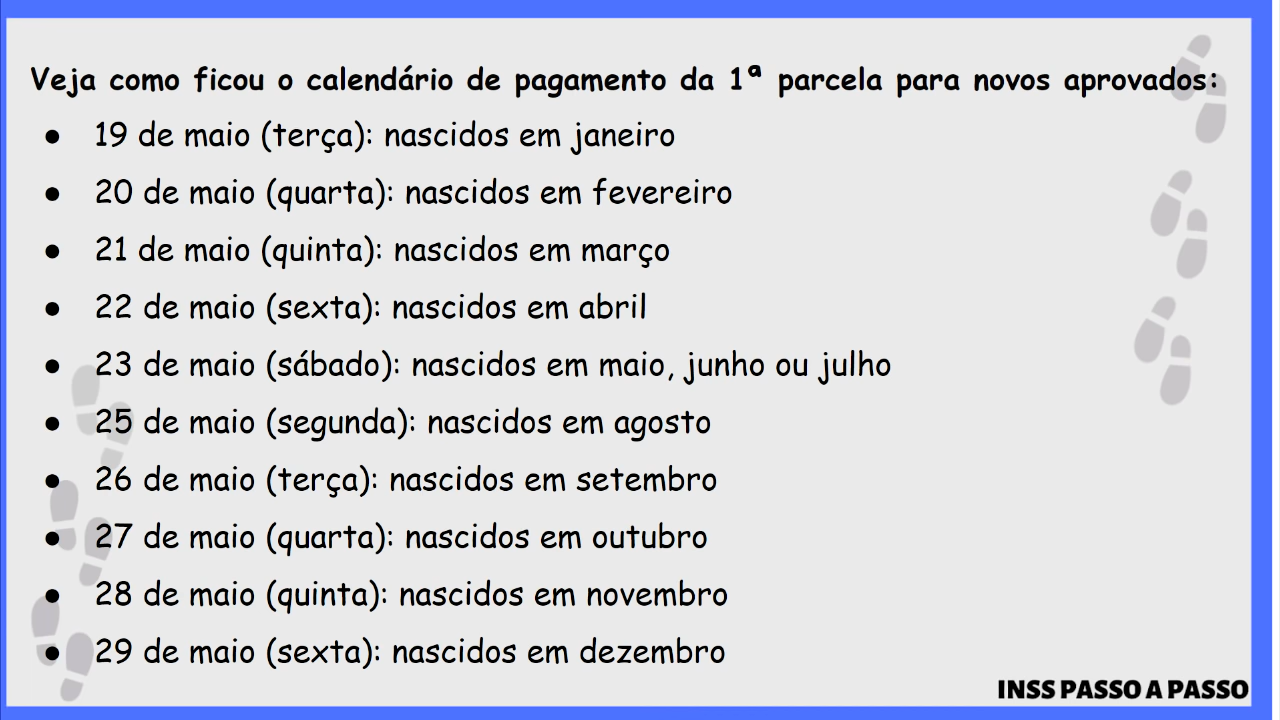 Veja como ficou o calendário de pagamento da 1ª parcela para novos aprovados:
● 19 de maio (terça): nascidos em janeiro
● 20 de maio (quarta): nascidos em fevereiro
● 21 de maio (quinta): nascidos em março
● 22 de maio (sexta): nascidos em abril
● 23 de maio (sábado): nascidos em maio, junho ou julho
● 25 de maio (segunda): nascidos em agosto
● 26 de maio (terça): nascidos em setembro
● 27 de maio (quarta): nascidos em outubro
● 28 de maio (quinta): nascidos em novembro
● 29 de maio (sexta): nascidos em dezembro
INSS PASSO A PASSO